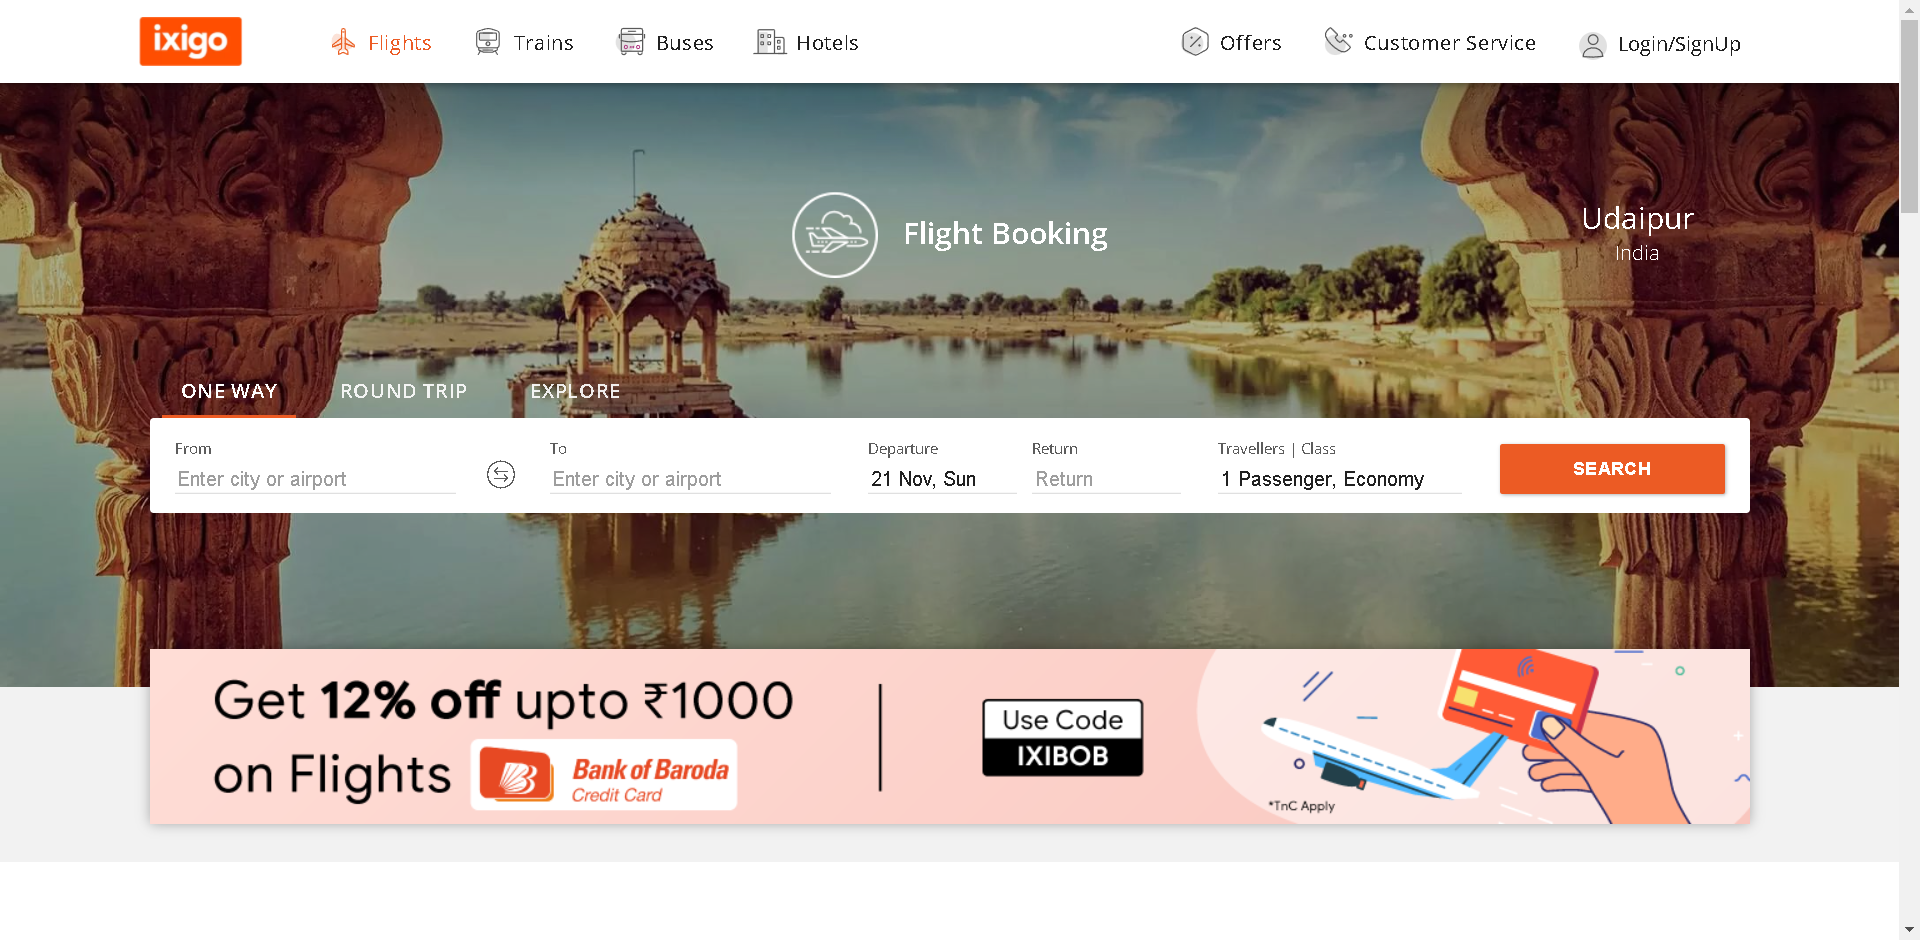 ixigo
Flights
Trains
Buses
Hotels
Offers
Customer Service
Login/SignUp
Flight Booking
Udaipur
India
ONE WAY
ROUND TRIP
EXPLORE
From
Enter city or airport
To
Enter city or airport
Departure
21 Nov, Sun
Return
Return
Travellers | Class
1 Passenger, Economy
SEARCH
Get 12% off upto ₹1000
on Flights
Bank of Baroda
Credit Card
Use Code
IXIBOB
*TnC Apply